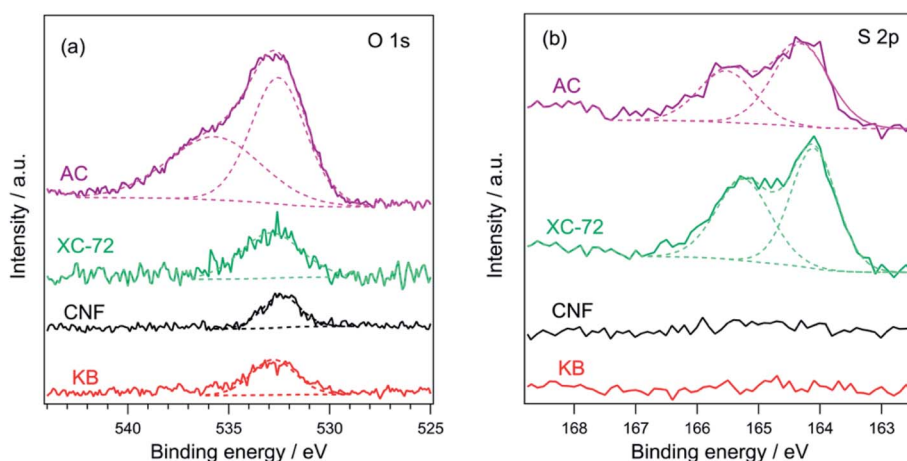 (a)
O 1s
AC
XC-72
CNF
KB
Intensity / a.u.
540
535
530
525
Binding energy / eV
(b)
S 2p
AC
XC-72
CNF
KB
Intensity / a.u.
168
167
166
165
164
163
Binding energy / eV